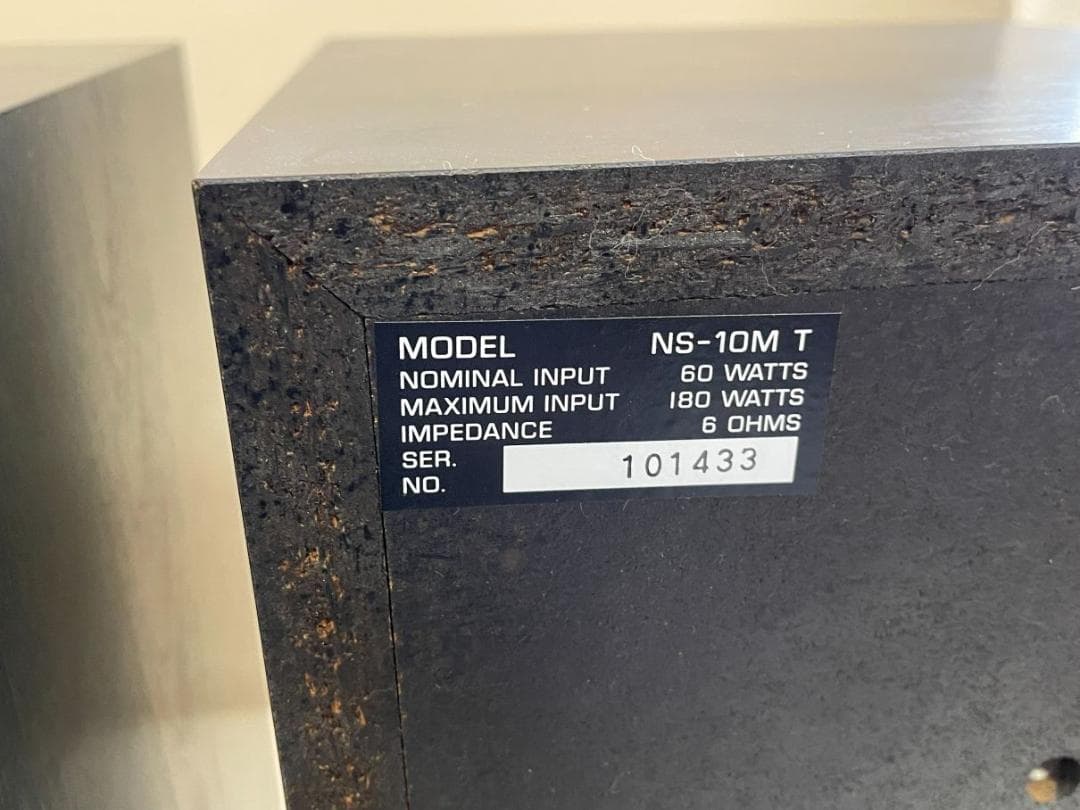 MODEL NS-10M T
NOMINAL INPUT 60 WATTS
MAXIMUM INPUT 180 WATTS
IMPEDANCE 6 OHMS
SER.
NO. 101433